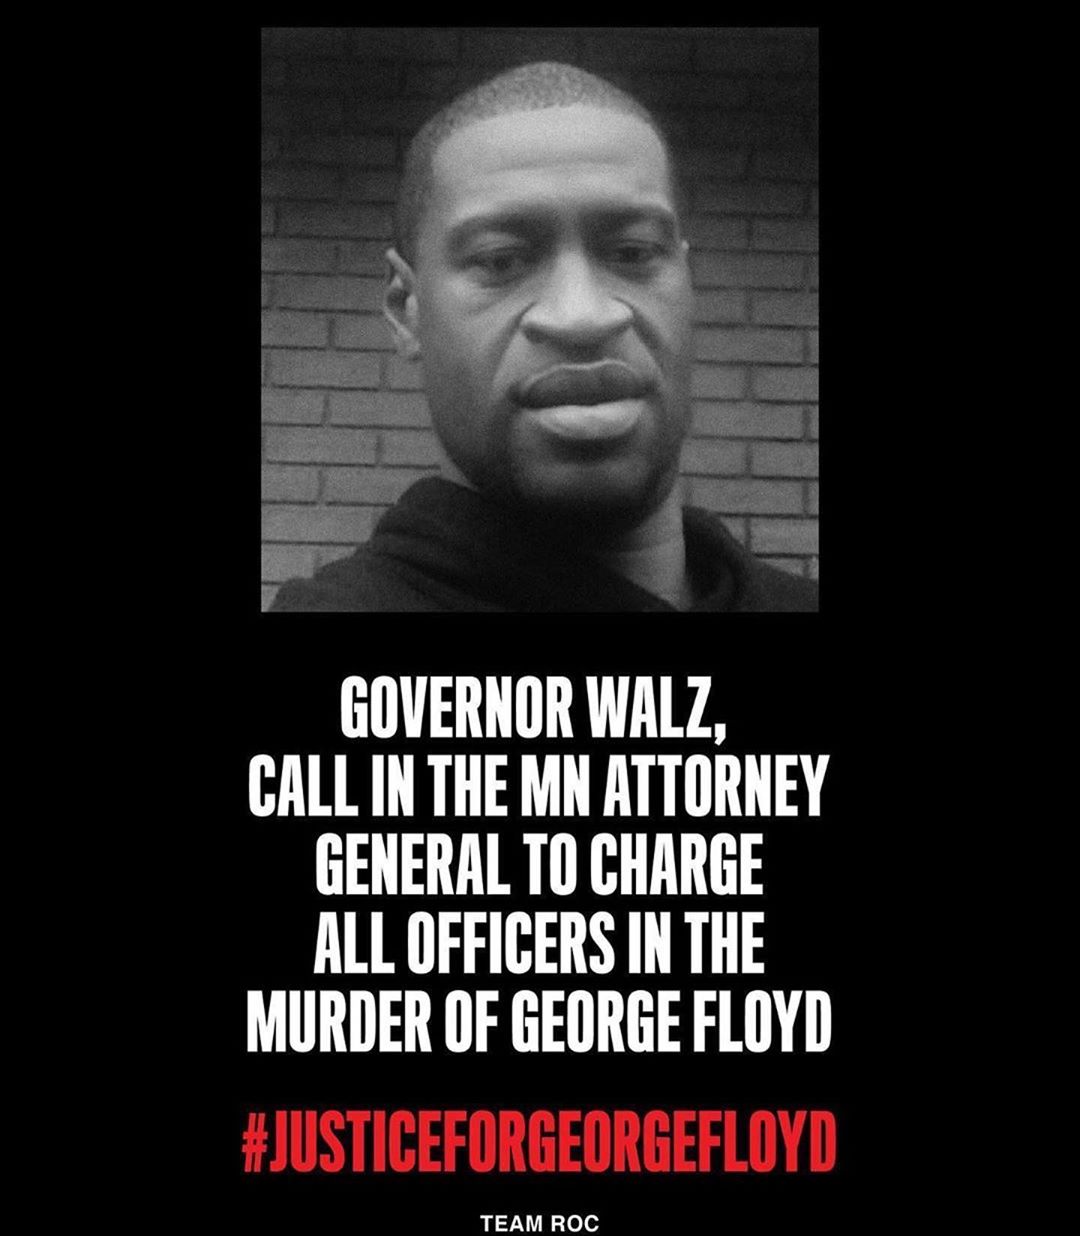 GOVERNOR WALZ,
CALL IN THE MN ATTORNEY
GENERAL TO CHARGE
ALL OFFICERS IN THE
MURDER OF GEORGE FLOYD
#JUSTICEFORGEORGEFLOYD
TEAM ROC